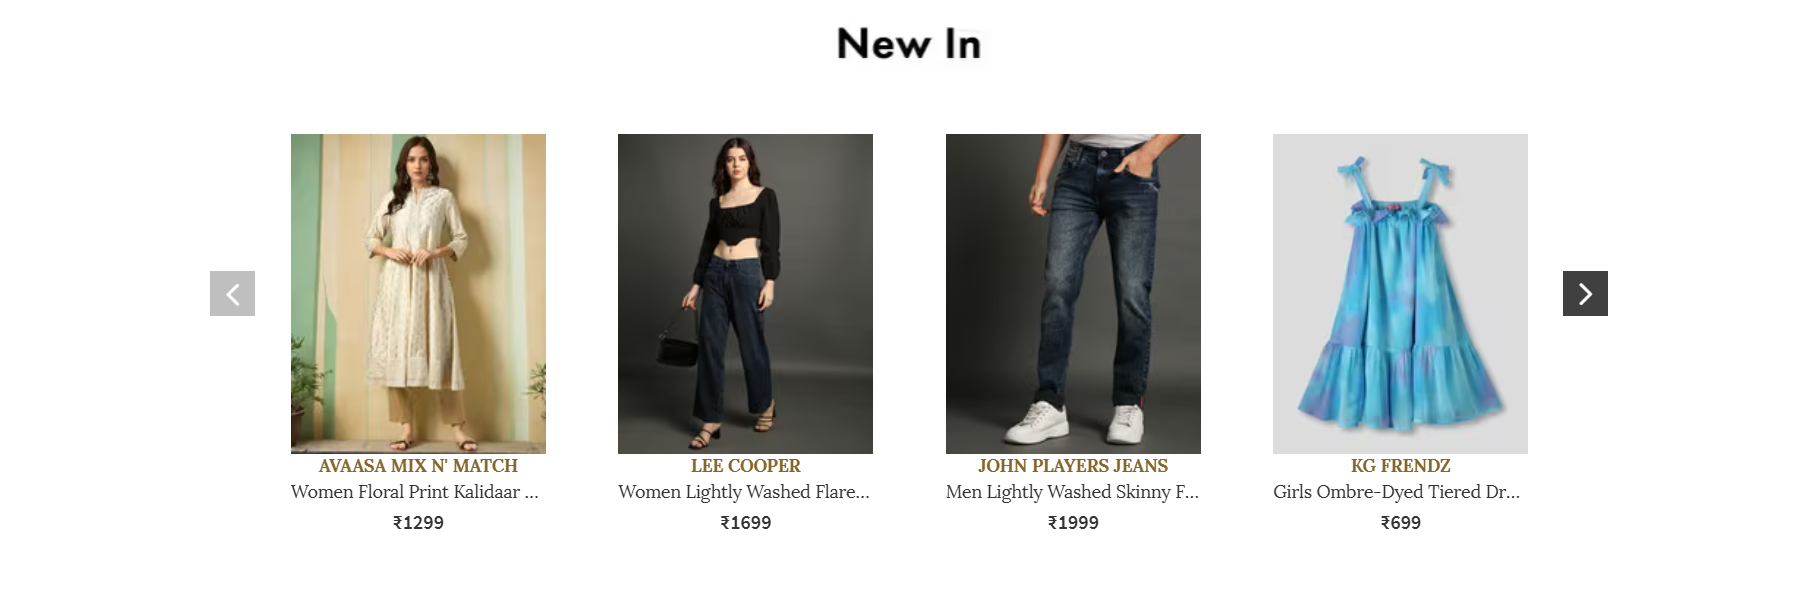 New In
AVAASA MIX N' MATCH
Women Floral Print Kalidaar ...
₹1299
LEE COOPER
Women Lightly Washed Flare...
₹1699
JOHN PLAYERS JEANS
Men Lightly Washed Skinny F...
₹1999
KG FRENDZ
Girls Ombre-Dyed Tiered Dr...
₹699